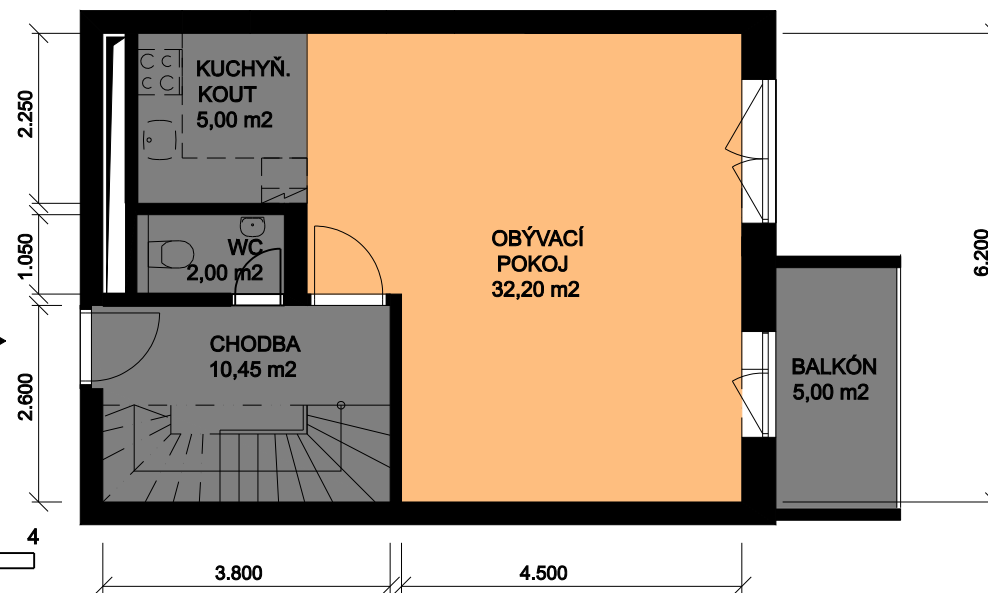 KUCHYŇ.
KOUT
5,00 m2
2.250
WC
2,00 m2
1.050
OBÝVACÍ
POKOJ
32,20 m2
6.200
CHODBA
10,45 m2
2.600
BALKÓN
5,00 m2
4
3.800
4.500